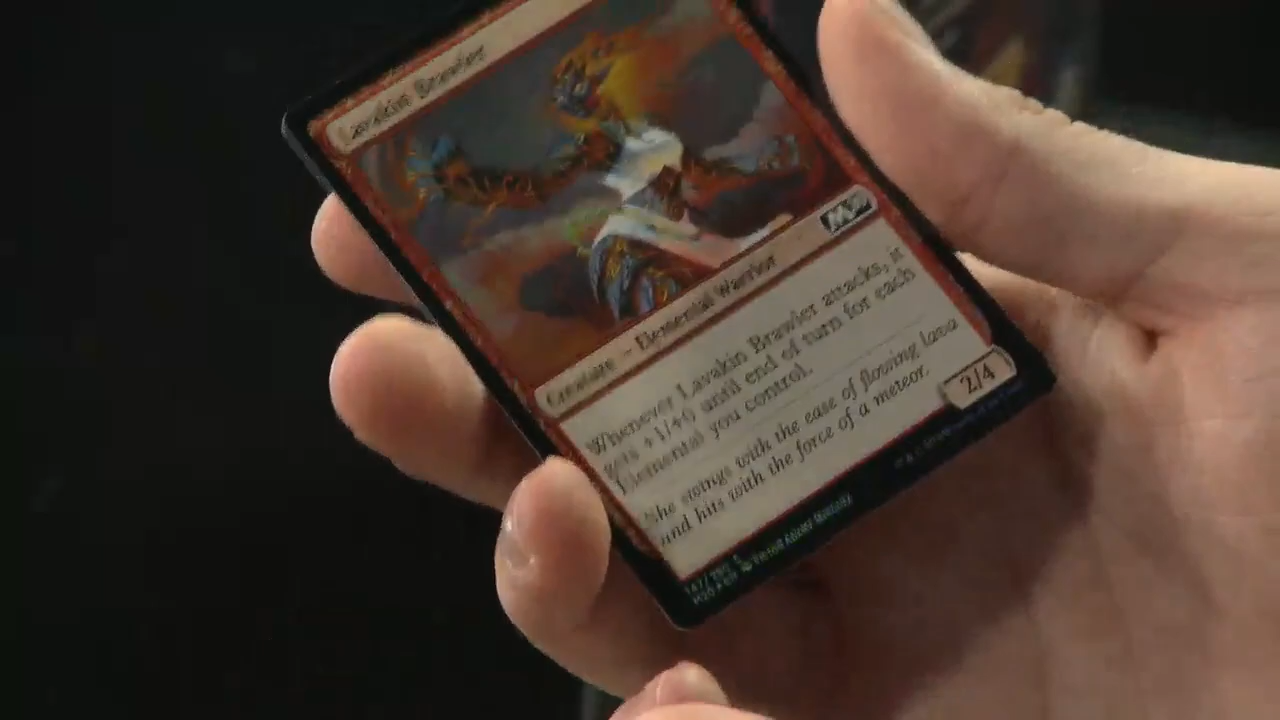 Lavakin Brawler
Creature – Elemental Warrior
Whenever Lavakin Brawler attacks, it
gets +1/+0 until end of turn for each
Elemental you control.
She swings with the ease of flowing lava
and hits with the force of a meteor.
2/4